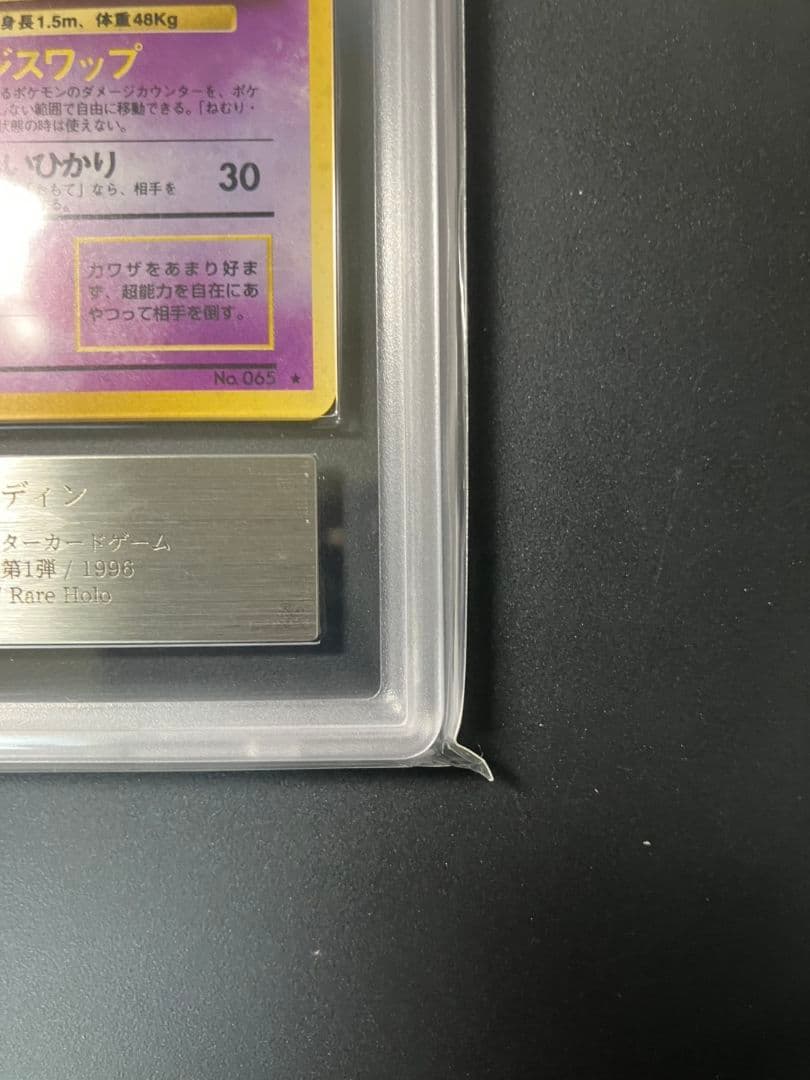 身長1.5m、体重48Kg
ジスワップ
るポケモンのダメージカウンターを、ポケ
しない範囲で自由に移動できる。「ねむり・
状態の時は使えない。
いひかり 30
」なら、相手を
る。
力ワザをあまり好ま
ず、超能力を自在にあ
やつって相手を倒す。
No. 065 ★
ディン
ターカードゲーム
第1弾 / 1996
Rare Holo